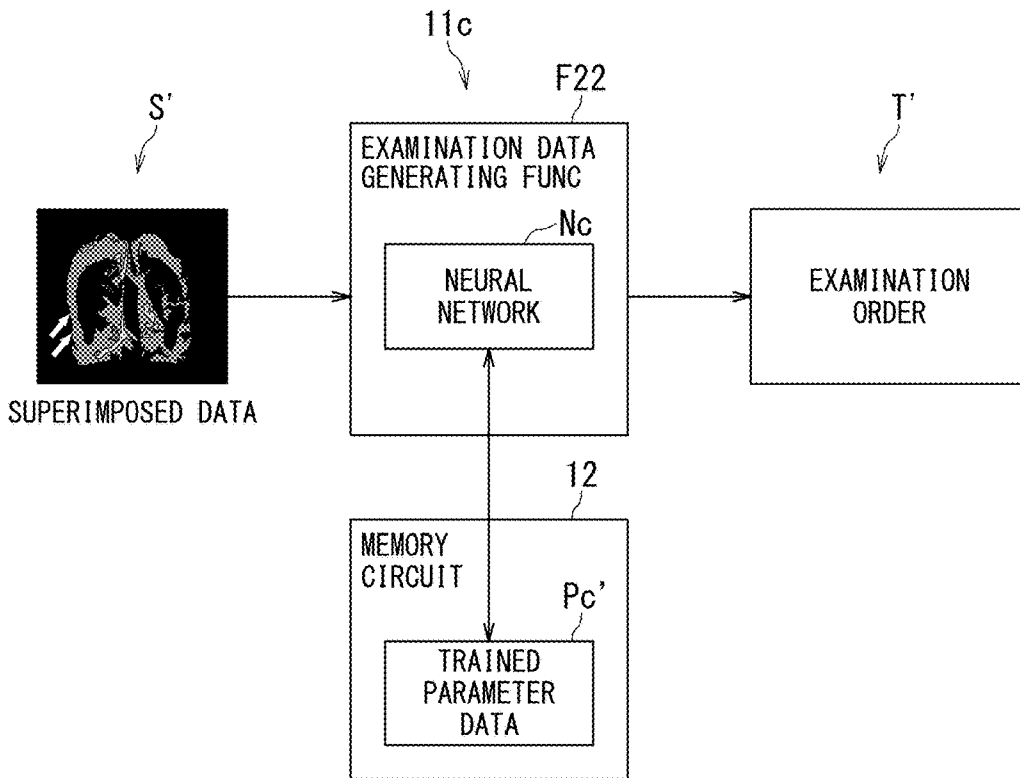 11c
S'
F22
T'
EXAMINATION DATA
GENERATING FUNC
Nc
NEURAL
NETWORK
EXAMINATION
ORDER
SUPERIMPOSED DATA
12
MEMORY
CIRCUIT
Pc'
TRAINED
PARAMETER
DATA